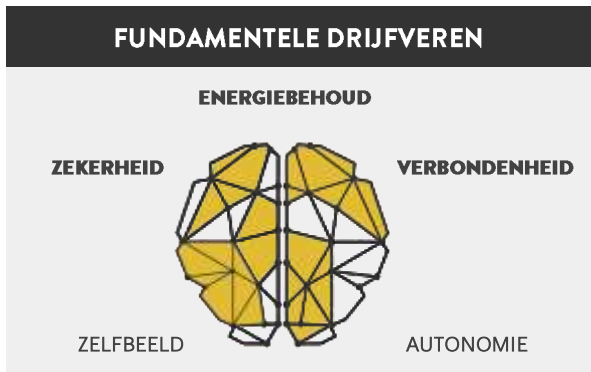 FUNDAMENTELE DRIJFVEREN
ENERGIEBEHOUD
ZEKERHEID
VERBONDENHEID
ZELFBEELD
AUTONOMIE